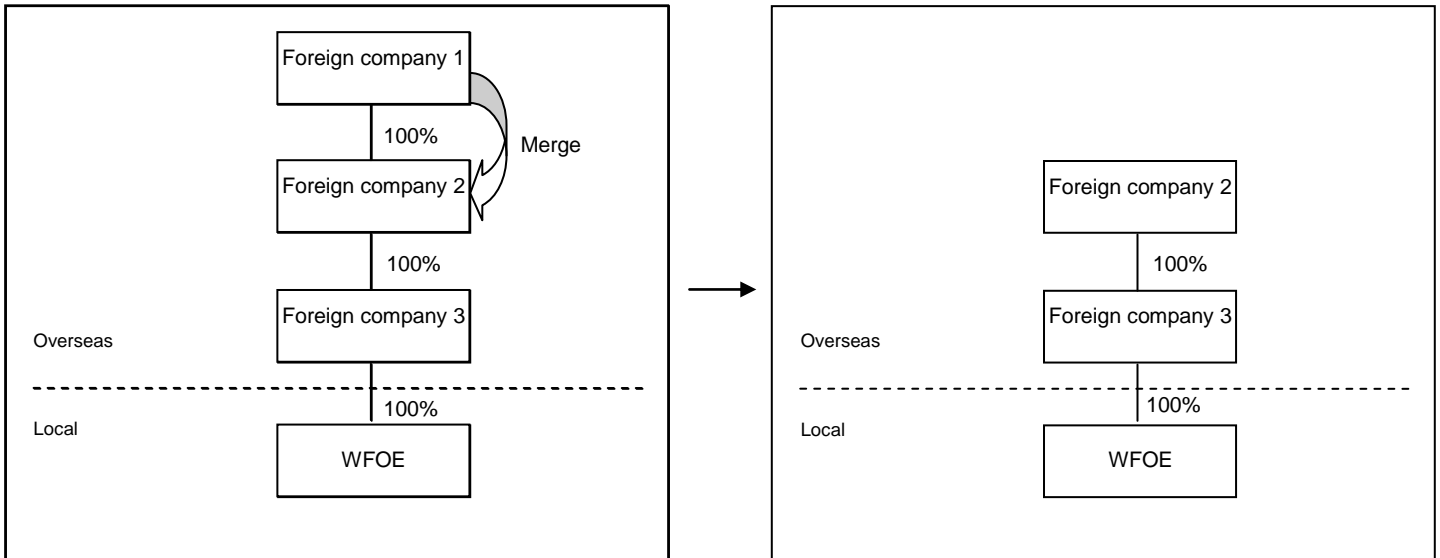 Foreign company 1
100%
Merge
Foreign company 2
100%
Foreign company 3
Overseas
100%
Local
WFOE
Foreign company 2
100%
Foreign company 3
Overseas
100%
Local
WFOE